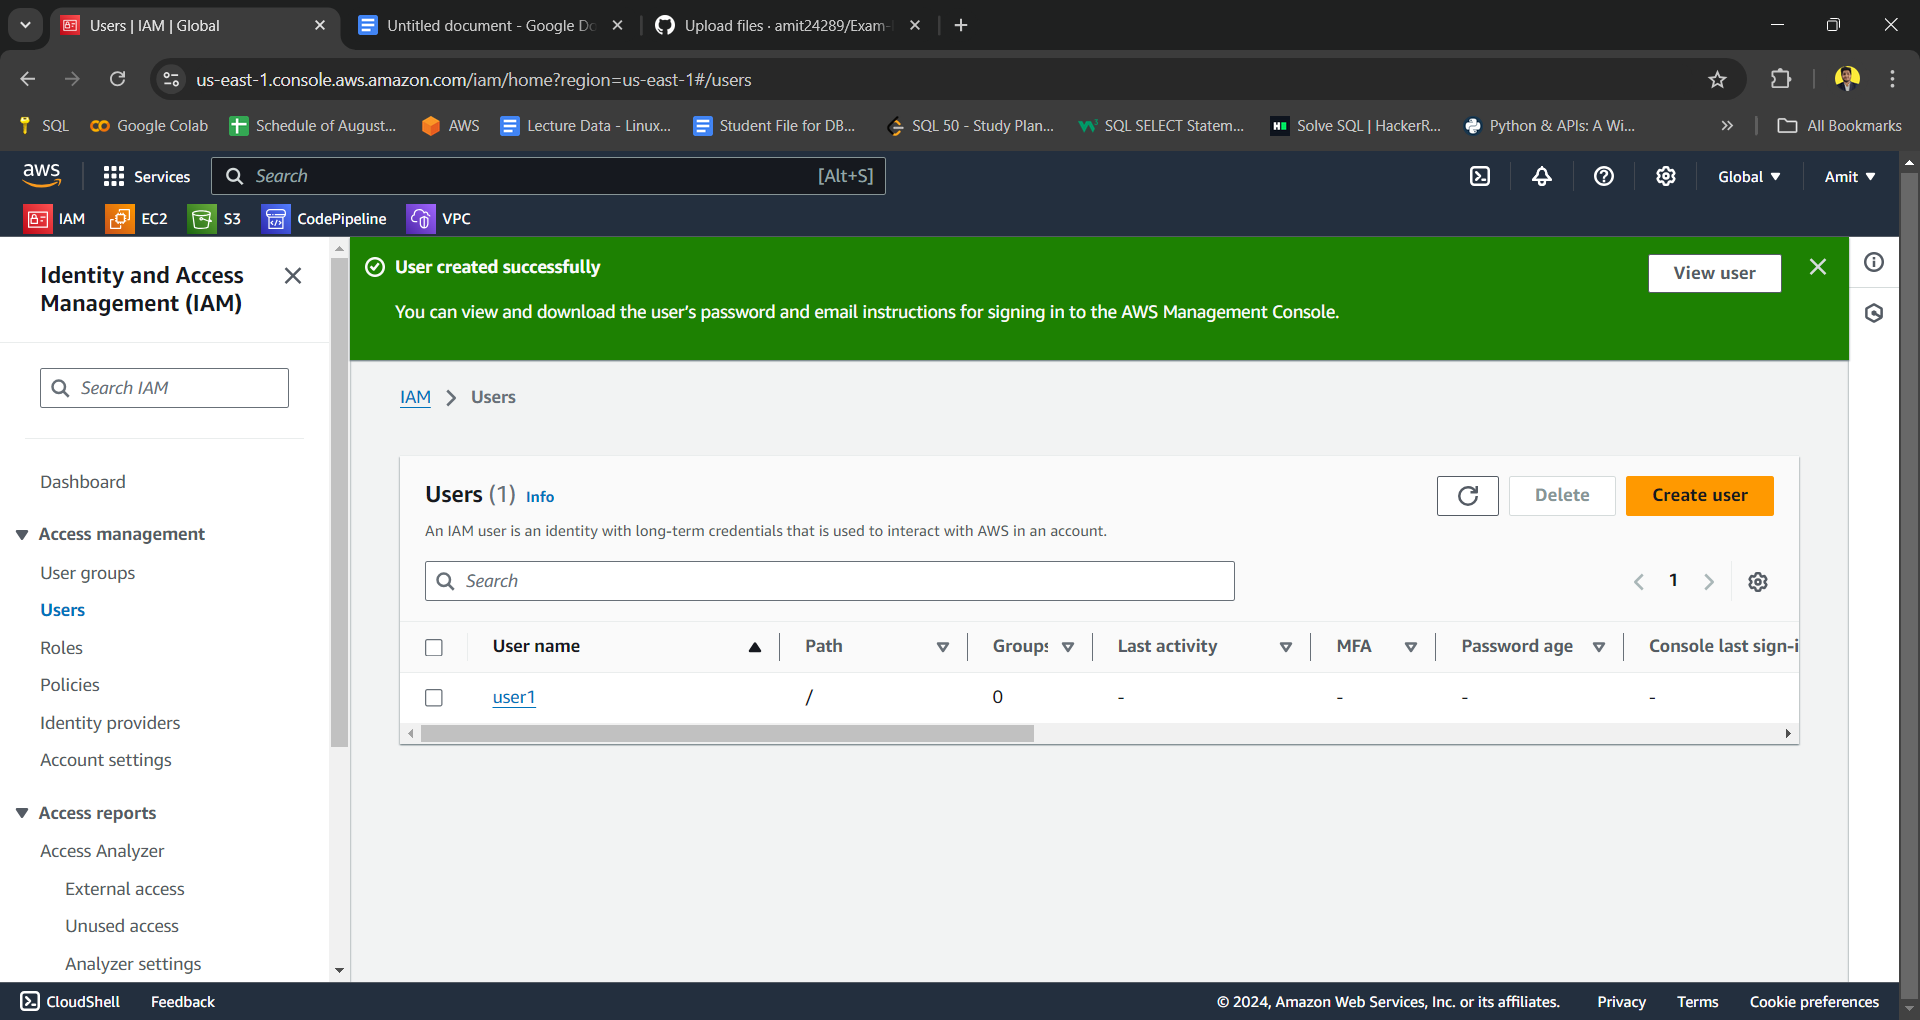 Users | IAM | Global
Untitled document - Google Do
Upload files · amit24289/Exam-
us-east-1.console.aws.amazon.com/iam/home?region=us-east-1#/users
SQL
Google Colab
Schedule of August...
AWS
Lecture Data - Linux...
Student File for DB...
SQL 50 - Study Plan...
SQL SELECT Statem...
Solve SQL | HackerR...
Python & APIs: A Wi...
All Bookmarks
aws
Services
Search
[Alt+S]
Global
Amit
IAM
EC2
S3
CodePipeline
VPC
Identity and Access
Management (IAM)
Search IAM
Dashboard
Access management
User groups
Users
Roles
Policies
Identity providers
Account settings
Access reports
Access Analyzer
External access
Unused access
Analyzer settings
User created successfully
You can view and download the user's password and email instructions for signing in to the AWS Management Console.
View user
IAM > Users
Users (1) Info
An IAM user is an identity with long-term credentials that is used to interact with AWS in an account.
Delete
Create user
Search
1
User name
Path
Groups
Last activity
MFA
Password age
Console last sign-i
user1
/
0
-
-
-
-
CloudShell
Feedback
© 2024, Amazon Web Services, Inc. or its affiliates.
Privacy
Terms
Cookie preferences